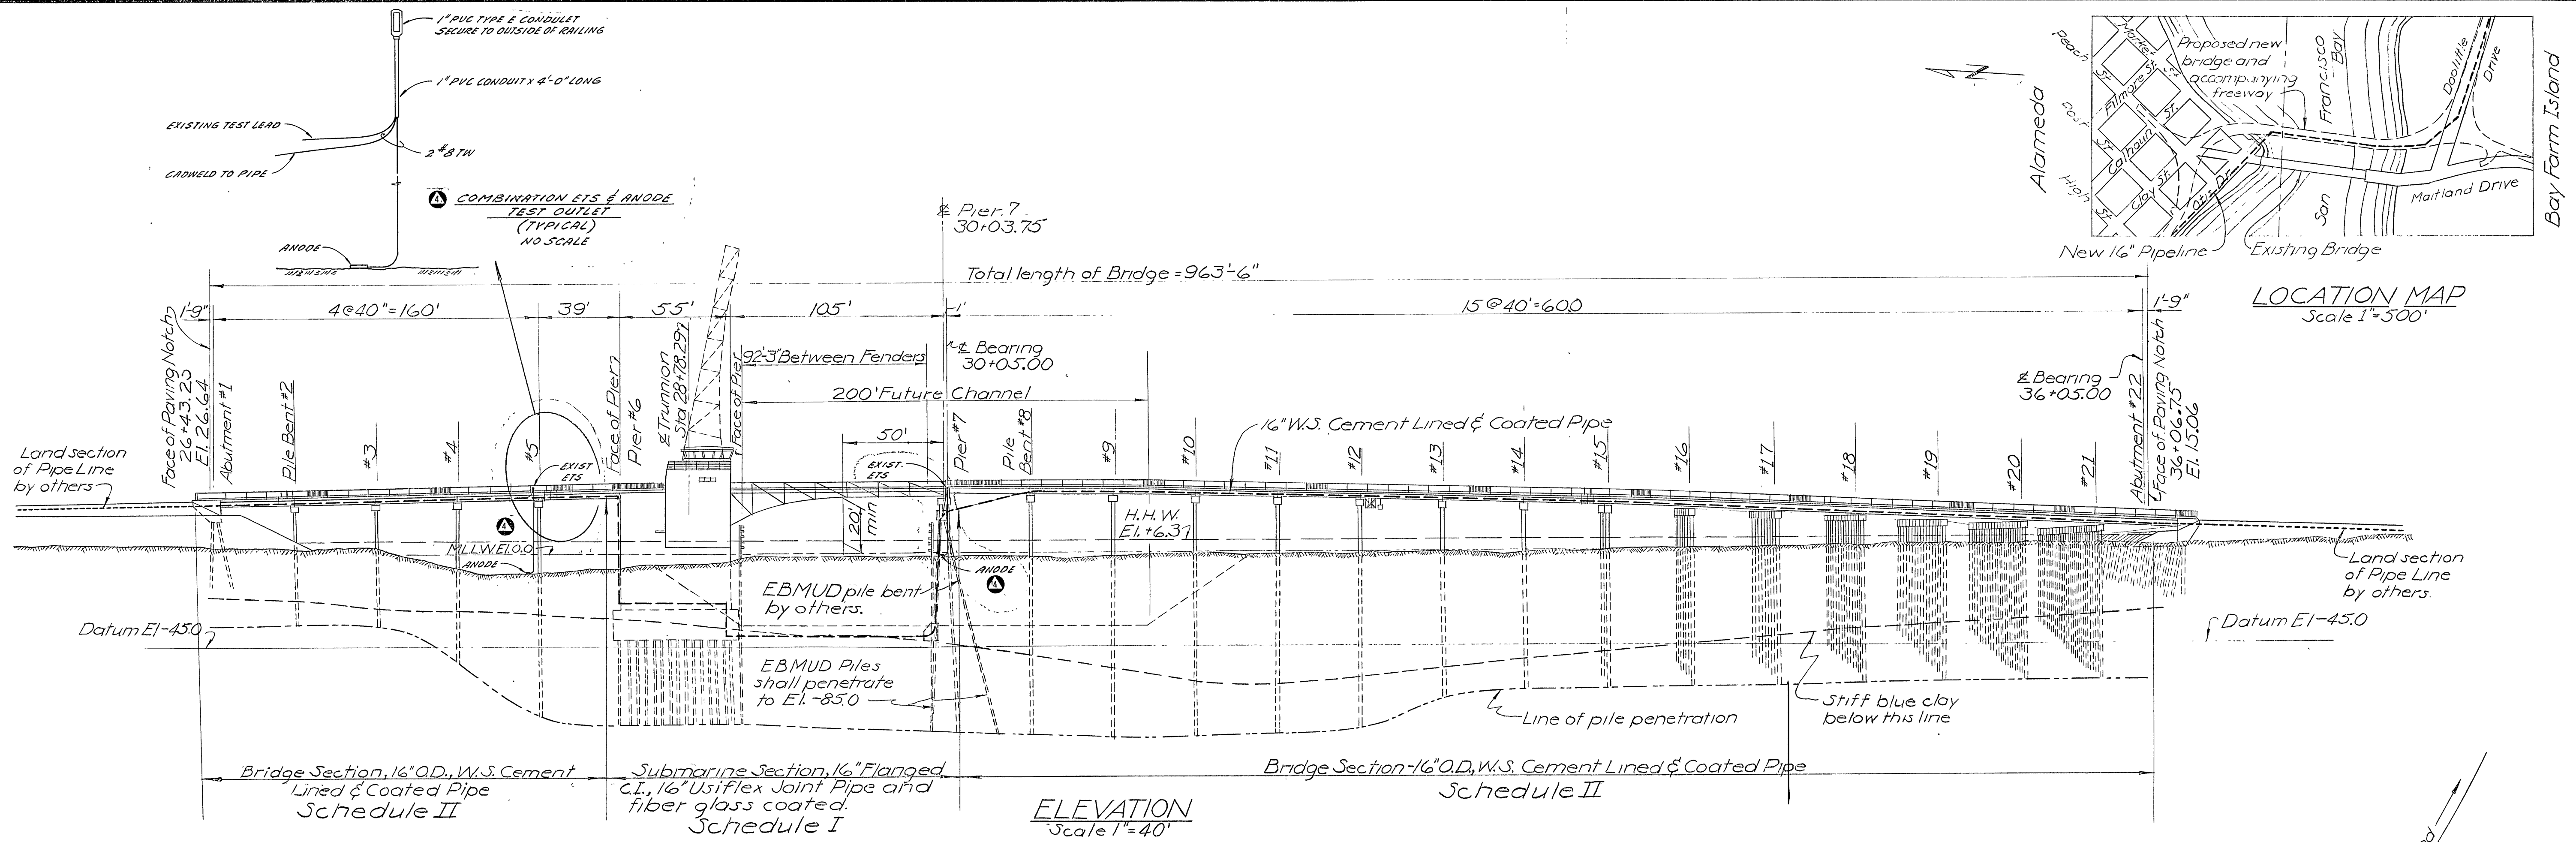 1" PVC TYPE E CONDULET
SECURE TO OUTSIDE OF RAILING
1" PVC CONDUIT X 4'-0" LONG
EXISTING TEST LEAD
2 #8 TW
CADWELD TO PIPE
4 COMBINATION ETS & ANODE
TEST OUTLET
(TYPICAL)
NO SCALE
ANODE
N
Alameda
Peach
St.
Market
St.
Post
St.
Fillmore St.
Calhoun St.
High
St.
Clay St.
Otis Dr.
Proposed new
bridge and
accompanying
freeway
San
Francisco
Bay
Doolittle
Drive
Maitland Drive
Bay Farm Island
New 16" Pipeline
Existing Bridge
LOCATION MAP
Scale 1"=500'
℄ Pier 7
30+03.75
Total length of Bridge = 963'-6"
1'-9"
4@40"=160'
39'
55'
105'
1'
15@40'=600
1'-9"
92'-3" Between Fenders
℄ Bearing
30+05.00
200' Future Channel
50'
20'
min
Face of Paving Notch
26+43.25
El. 26.64
Abutment #1
Pile Bent #2
#3
#4
#5
Face of Pier
Pier #6
℄ Trunnion
Sta 28+78.297
Face of Pier
Pier #7
Pile
Bent #8
#9
#10
#11
#12
#13
#14
#15
#16
#17
#18
#19
#20
#21
℄ Bearing
36+05.00
Abutment #22
Face of Paving Notch
36+06.75
El. 15.06
16" W.S. Cement Lined & Coated Pipe
Land section
of Pipe Line
by others
EXIST
ETS
EXIST.
ETS
4
MLLW El 0.0
ANODE
H.H.W.
El. +6.37
ANODE
4
EBMUD pile bent
by others.
Land section
of Pipe Line
by others.
Datum El-45.0
Datum El-45.0
EBMUD Piles
shall penetrate
to El. -85.0
Line of pile penetration
Stiff blue clay
below this line
Bridge Section, 16" O.D., W.S. Cement
Lined & Coated Pipe
Schedule II
Submarine Section, 16" Flanged
C.I., 16" Usiflex Joint Pipe and
fiber glass coated.
Schedule I
Bridge Section-16" O.D., W.S. Cement Lined & Coated Pipe
Schedule II
ELEVATION
Scale 1"=40'